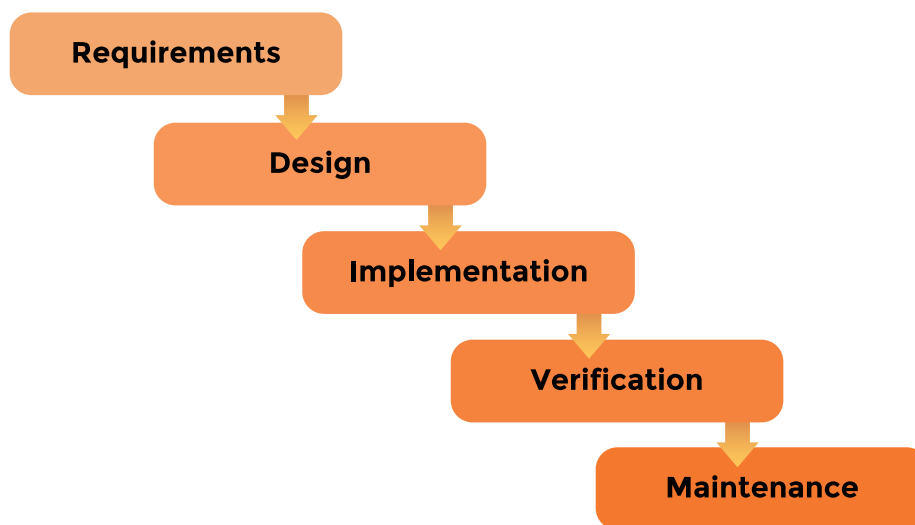 Requirements
Design
Implementation
Verification
Maintenance